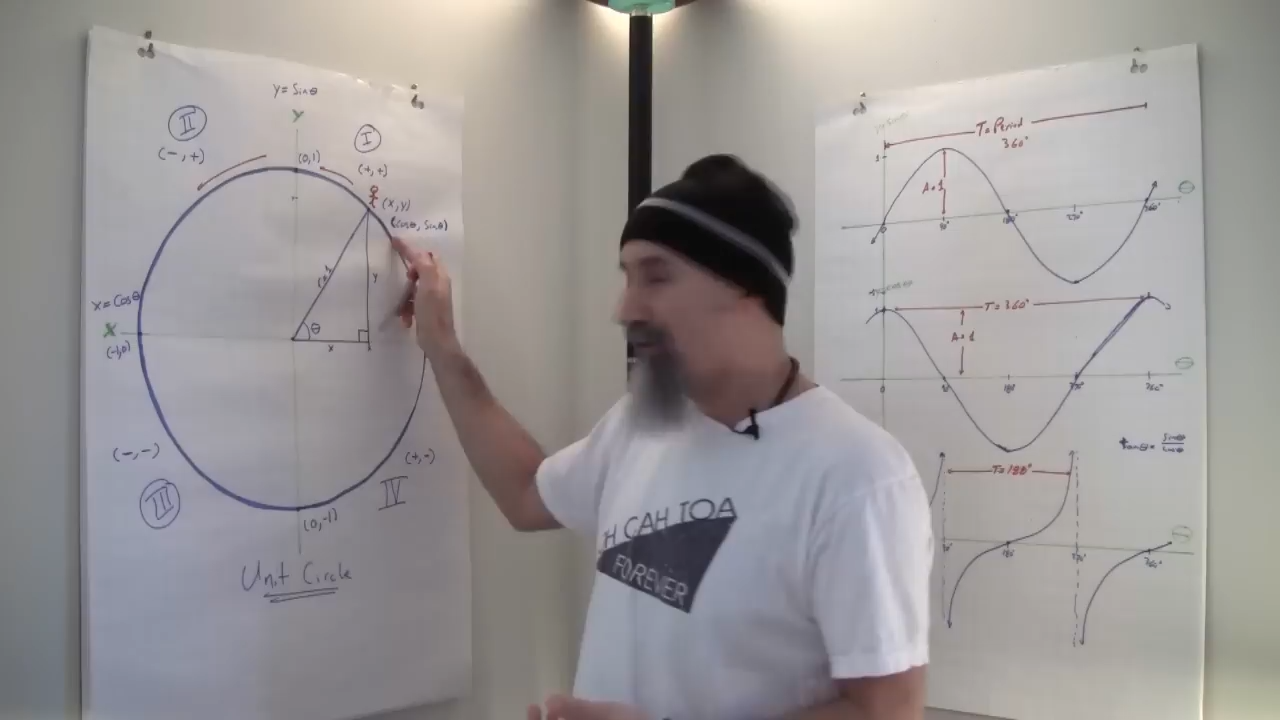 y = Sinθ
y
II
(-, +)
I
(+, +)
(0,1)
(x, y)
(Cosθ, Sinθ)
y
θ
x
x = Cosθ
X
(-1,0)
(-, -)
III
(+, -)
IV
(0, -1)
Unit Circle
H CAH TOA
FOREVER
T = Period
360°
1
A = 1
0
90°
180°
270°
360°
T = 360°
A = 1
0
90°
180°
270°
360°
tanθ = Sinθ
Cosθ
T = 180°
90°
180°
270°
360°